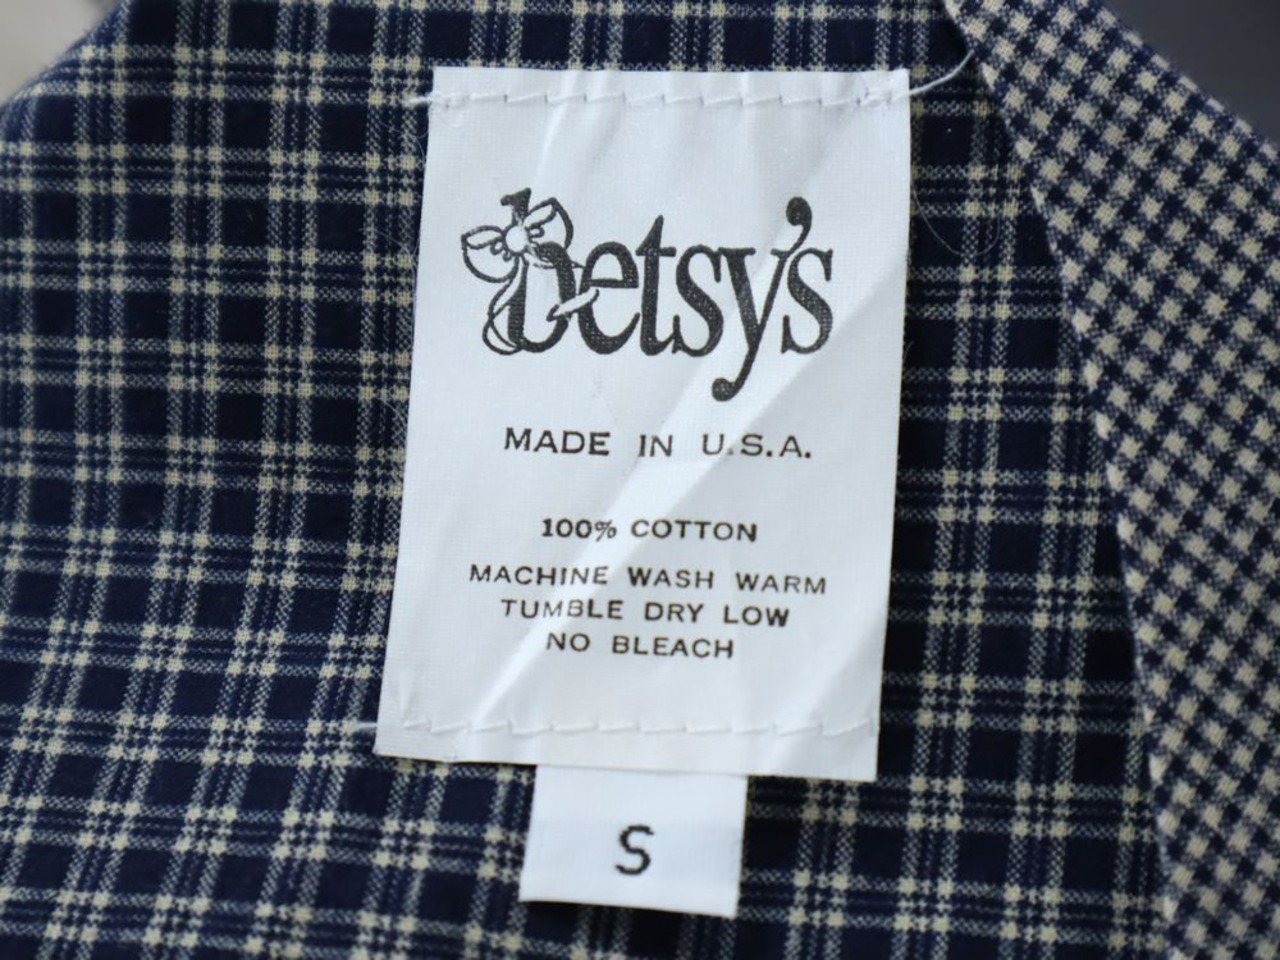 betsy's
MADE IN U.S.A.
100% COTTON
MACHINE WASH WARM
TUMBLE DRY LOW
NO BLEACH
S